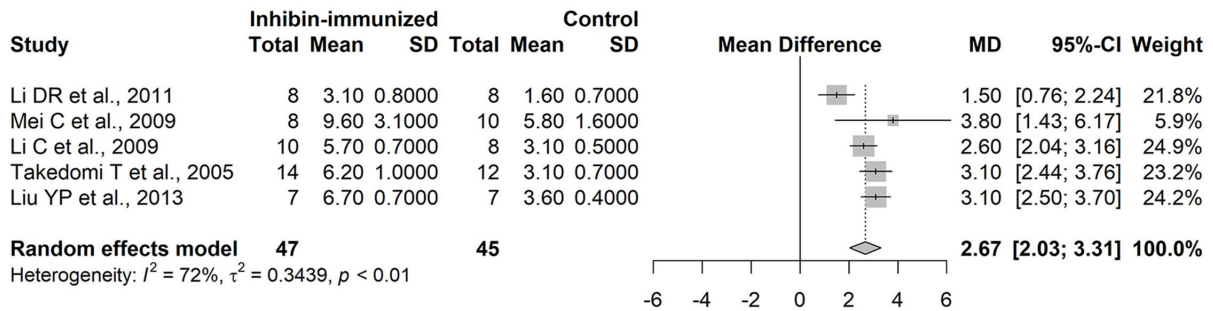 Inhibin-immunized Control
Study Total Mean SD Total Mean SD Mean Difference MD 95%-CI Weight
Li DR et al., 2011 8 3.10 0.8000 8 1.60 0.7000 1.50 [0.76; 2.24] 21.8%
Mei C et al., 2009 8 9.60 3.1000 10 5.80 1.6000 3.80 [1.43; 6.17] 5.9%
Li C et al., 2009 10 5.70 0.7000 8 3.10 0.5000 2.60 [2.04; 3.16] 24.9%
Takedomi T et al., 2005 14 6.20 1.0000 12 3.10 0.7000 3.10 [2.44; 3.76] 23.2%
Liu YP et al., 2013 7 6.70 0.7000 7 3.60 0.4000 3.10 [2.50; 3.70] 24.2%
Random effects model 47 45 2.67 [2.03; 3.31] 100.0%
Heterogeneity: I² = 72%, τ² = 0.3439, p < 0.01
-6 -4 -2 0 2 4 6